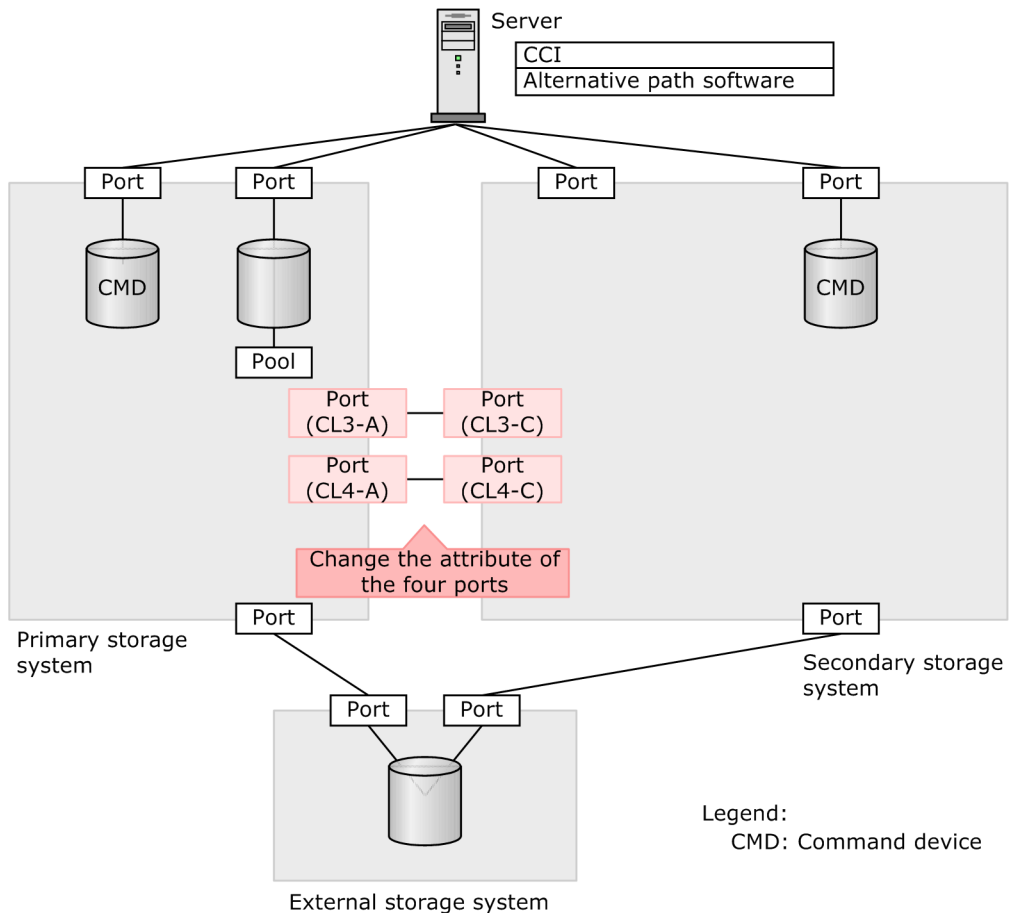 Server
CCI
Alternative path software
Port
Port
Port
Port
CMD
CMD
Pool
Port
(CL3-A)
Port
(CL3-C)
Port
(CL4-A)
Port
(CL4-C)
Change the attribute of
the four ports
Port
Port
Primary storage
system
Secondary storage
system
Port
Port
Legend:
CMD: Command device
External storage system